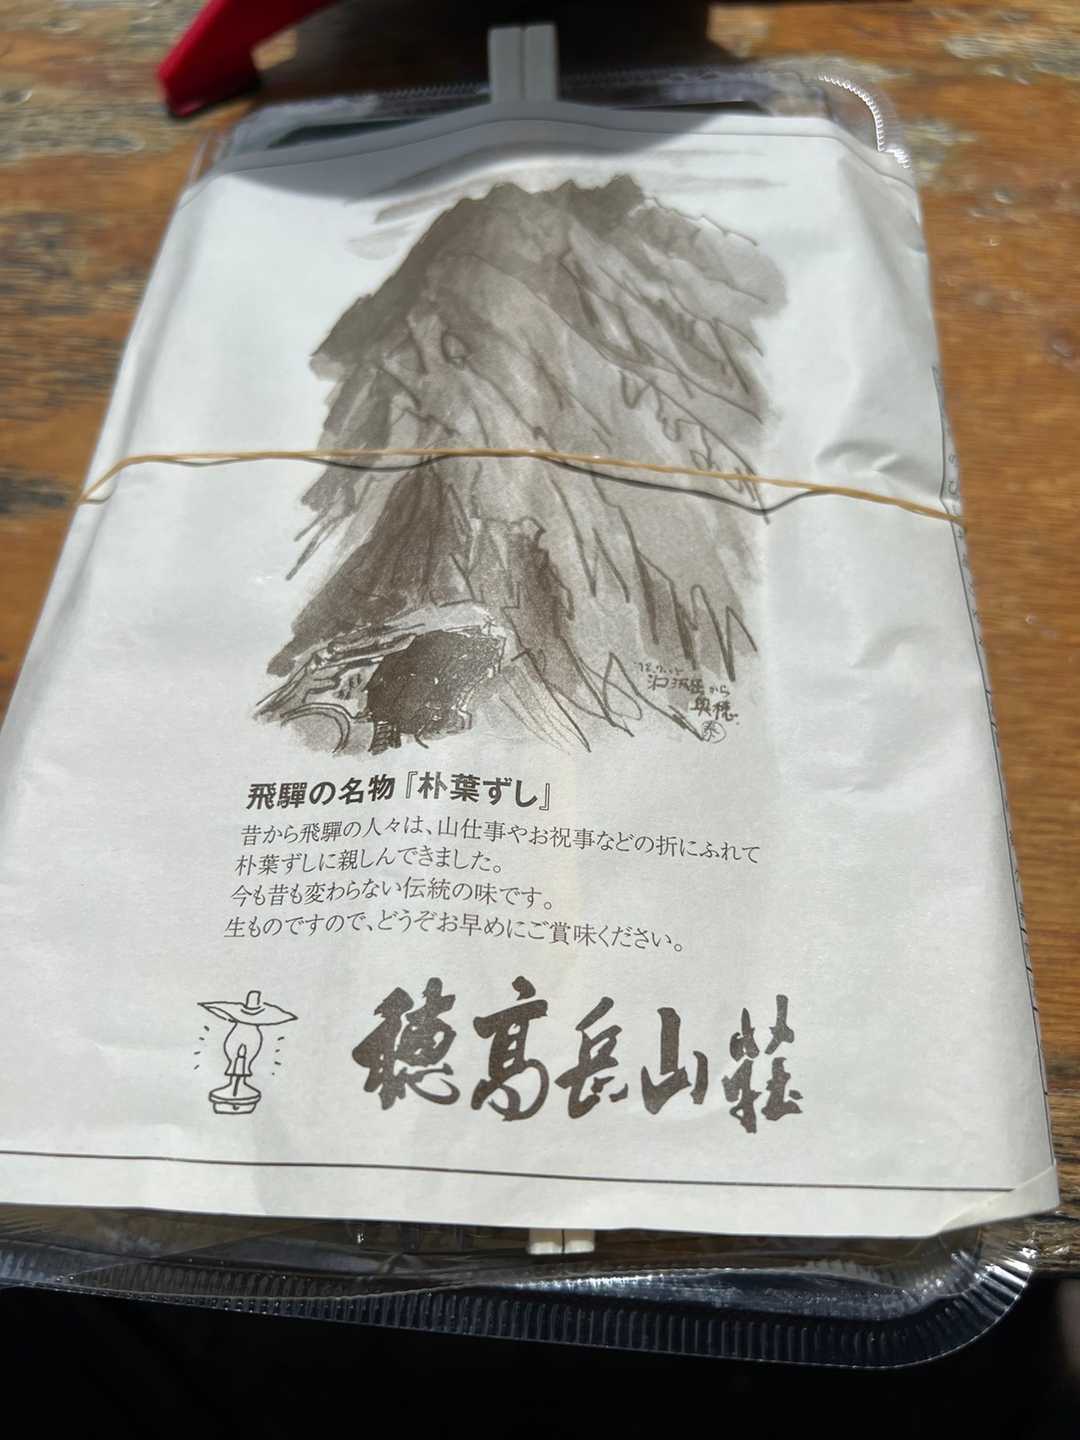 涸沢岳から
奥穂
飛騨の名物『朴葉ずし』
昔から飛騨の人々は、山仕事やお祝事などの折にふれて
朴葉ずしに親しんできました。
今も昔も変わらない伝統の味です。
生ものですので、どうぞお早めにご賞味ください。
穂高岳山荘